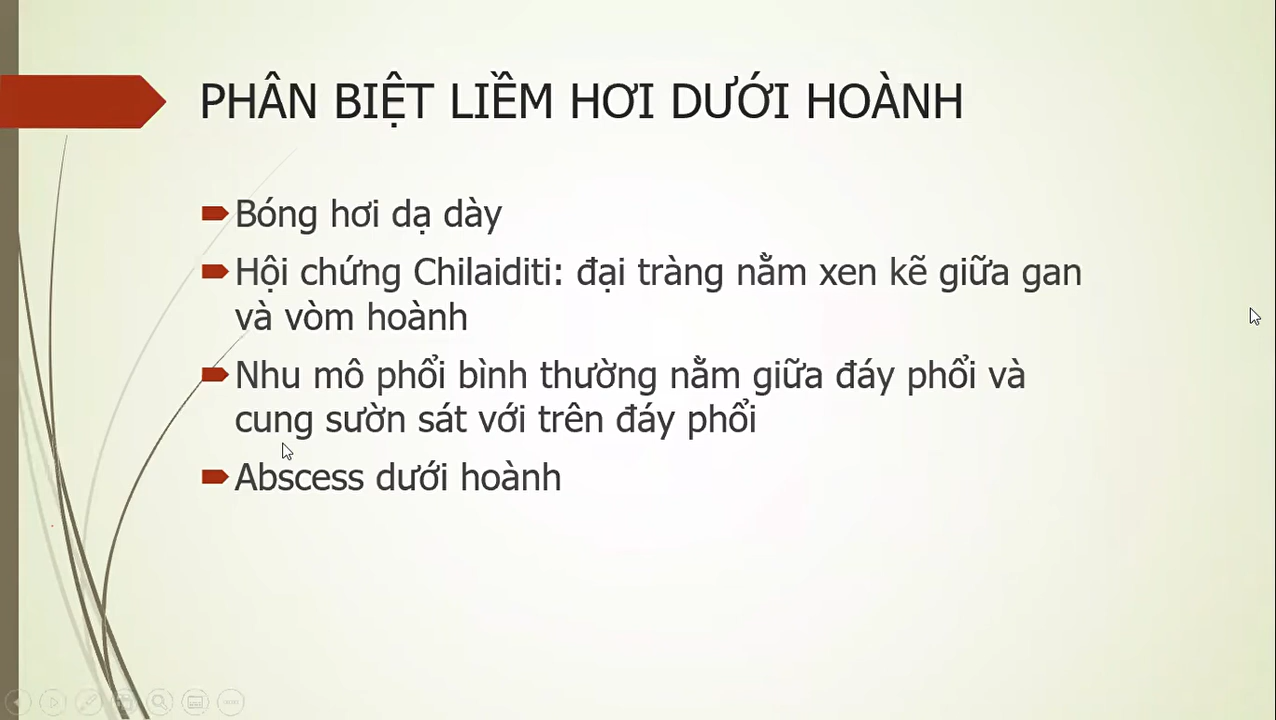 PHÂN BIỆT LIỀM HƠI DƯỚI HOÀNH
Bóng hơi dạ dày
Hội chứng Chilaiditi: đại tràng nằm xen kẽ giữa gan
và vòm hoành
Nhu mô phổi bình thường nằm giữa đáy phổi và
cung sườn sát với trên đáy phổi
Abscess dưới hoành